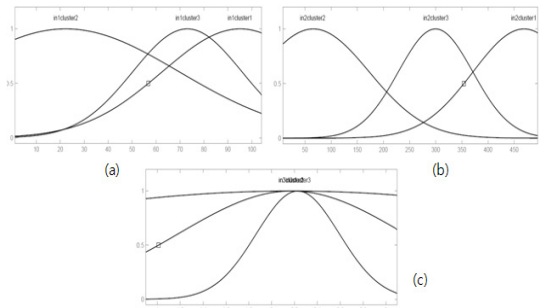 in1cluster2 in1cluster3 in1cluster1
1
0.5
0
10 20 30 40 50 60 70 80 90 100
(a)
in2cluster2 in2cluster3 in2cluster1
1
0.5
0
50 100 150 200 250 300 350 400 450
(b)
1
0.5
0
(c)